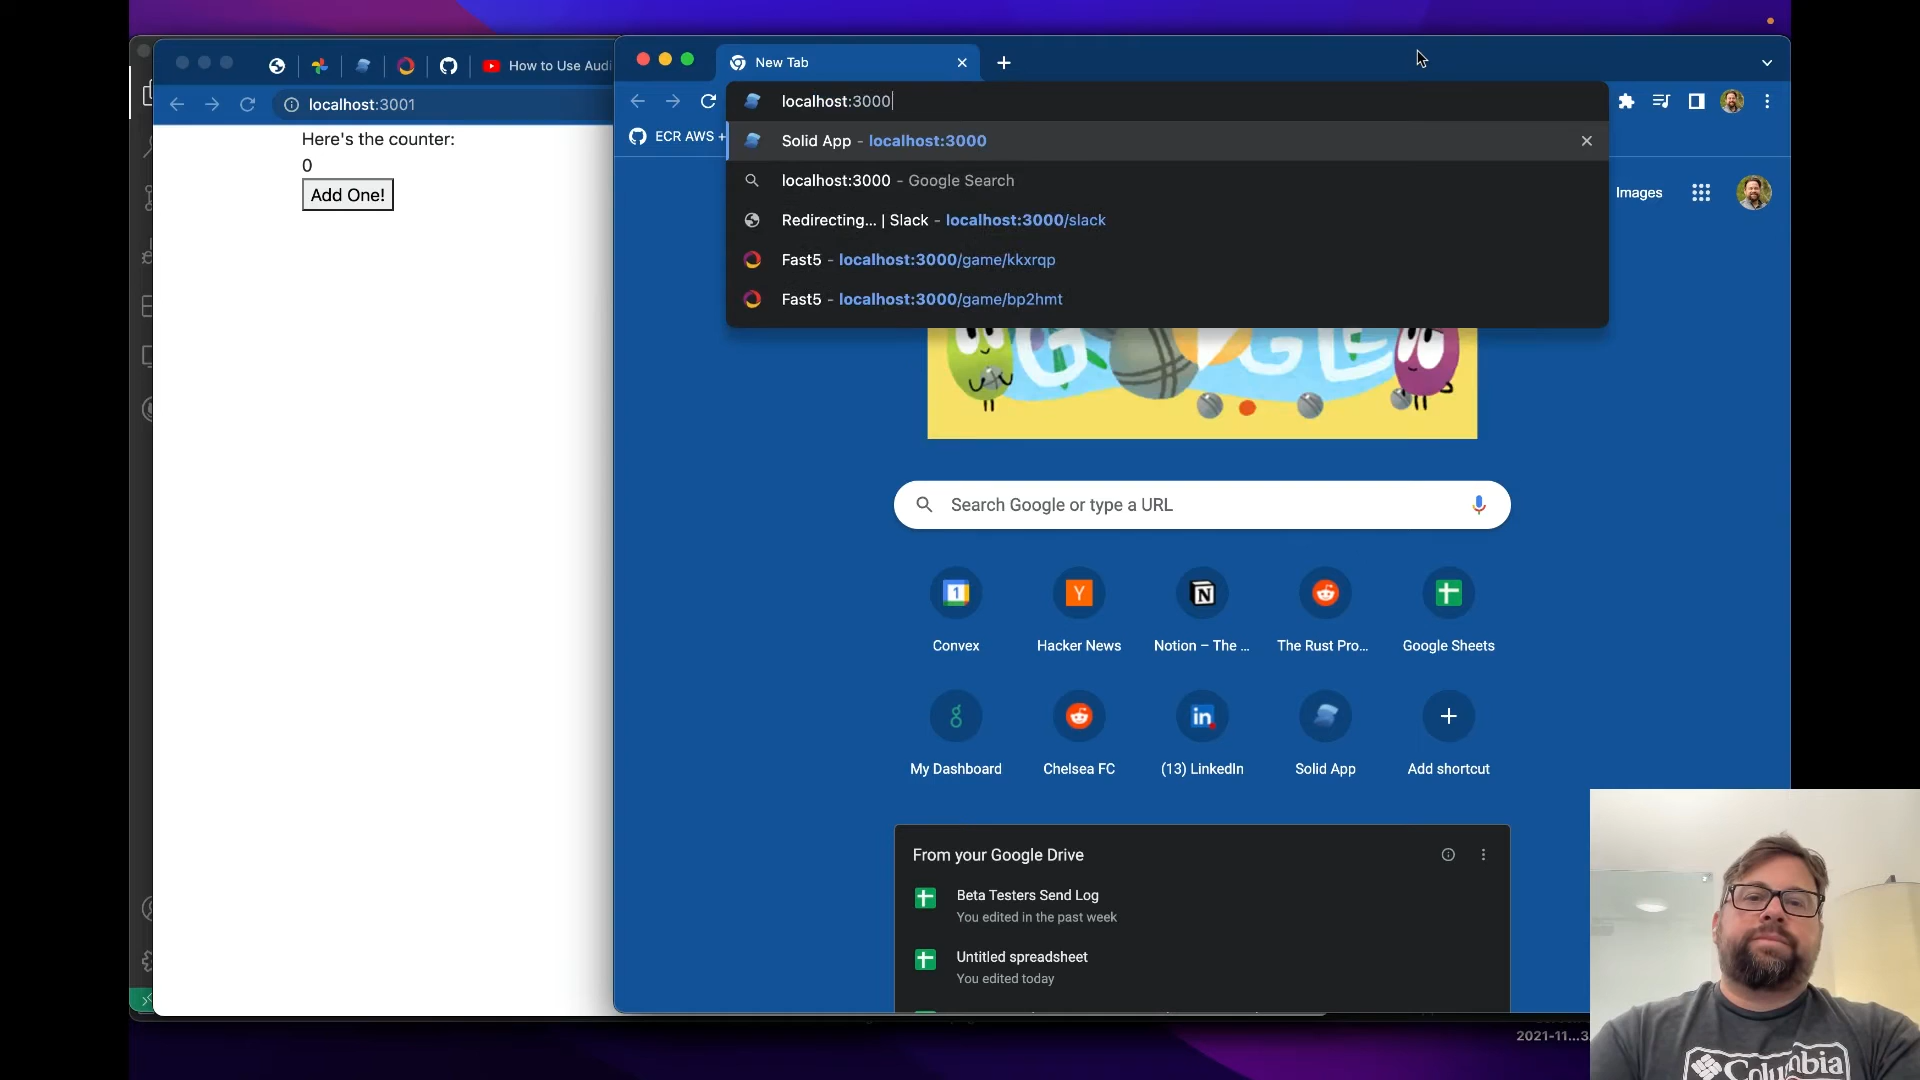 How to Use Audi
localhost:3001
Here's the counter:
0
Add One!
New Tab
localhost:3000
ECR AWS +
Solid App - localhost:3000
localhost:3000 - Google Search
Redirecting... | Slack - localhost:3000/slack
Fast5 - localhost:3000/game/kkxrqp
Fast5 - localhost:3000/game/bp2hmt
Images
Search Google or type a URL
Convex
Hacker News
Notion – The ...
The Rust Pro...
Google Sheets
My Dashboard
Chelsea FC
(13) LinkedIn
Solid App
Add shortcut
From your Google Drive
Beta Testers Send Log
You edited in the past week
Untitled spreadsheet
You edited today
2021-11...3
Columbia